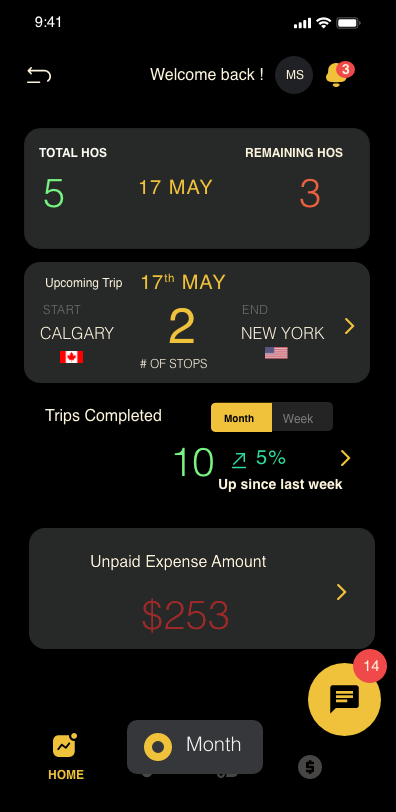 9:41
Welcome back !
MS
3
TOTAL HOS
REMAINING HOS
5
17 MAY
3
Upcoming Trip
17th MAY
START
END
CALGARY
2
NEW YORK
# OF STOPS
Trips Completed
Month
Week
10
5%
Up since last week
Unpaid Expense Amount
$253
14
Month
$
HOME